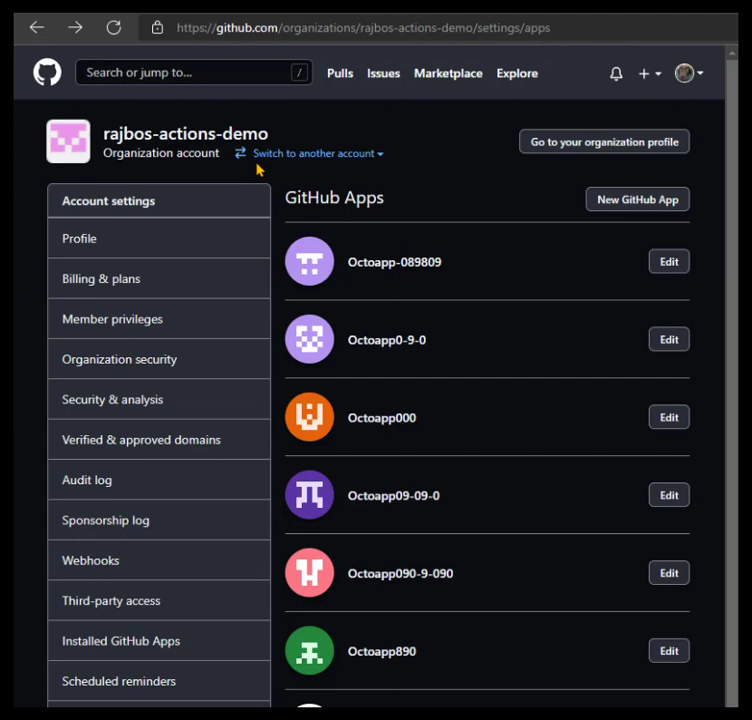 https://github.com/organizations/rajbos-actions-demo/settings/apps
Search or jump to... /
Pulls Issues Marketplace Explore
rajbos-actions-demo
Organization account Switch to another account
Go to your organization profile
Account settings
Profile
Billing & plans
Member privileges
Organization security
Security & analysis
Verified & approved domains
Audit log
Sponsorship log
Webhooks
Third-party access
Installed GitHub Apps
Scheduled reminders
GitHub Apps New GitHub App
Octoapp-089809 Edit
Octoapp0-9-0 Edit
Octoapp000 Edit
Octoapp09-09-0 Edit
Octoapp090-9-090 Edit
Octoapp890 Edit